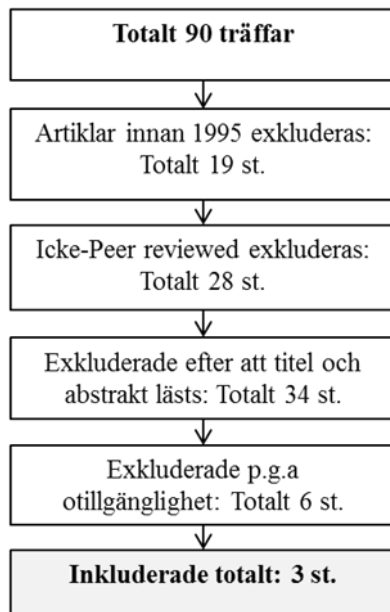 Totalt 90 träffar
Artiklar innan 1995 exkluderas:
Totalt 19 st.
Icke-Peer reviewed exkluderas:
Totalt 28 st.
Exkluderade efter att titel och
abstrakt lästs: Totalt 34 st.
Exkluderade p.g.a
otillgänglighet: Totalt 6 st.
Inkluderade totalt: 3 st.